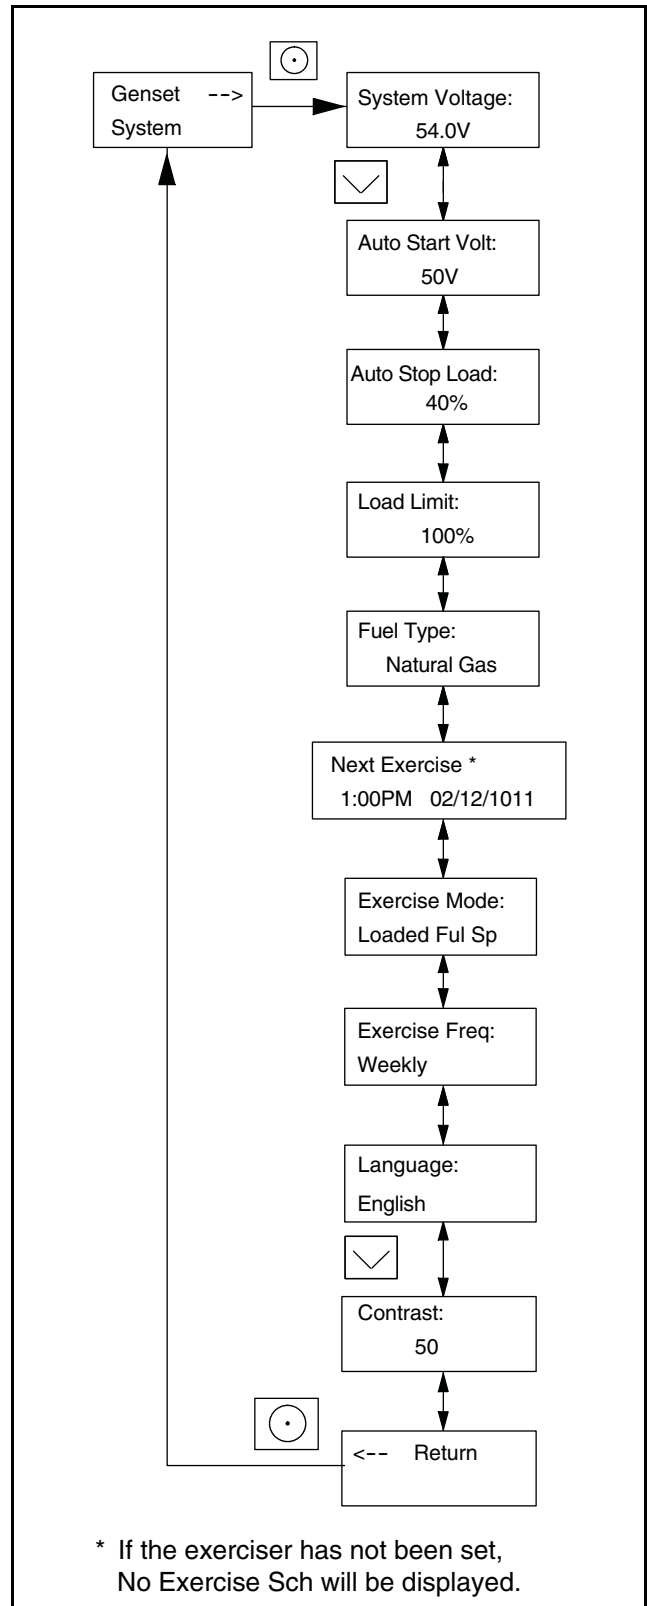 Genset -->
System
System Voltage:
54.0V
Auto Start Volt:
50V
Auto Stop Load:
40%
Load Limit:
100%
Fuel Type:
Natural Gas
Next Exercise *
1:00PM 02/12/1011
Exercise Mode:
Loaded Ful Sp
Exercise Freq:
Weekly
Language:
English
Contrast:
50
<-- Return
* If the exerciser has not been set,
No Exercise Sch will be displayed.